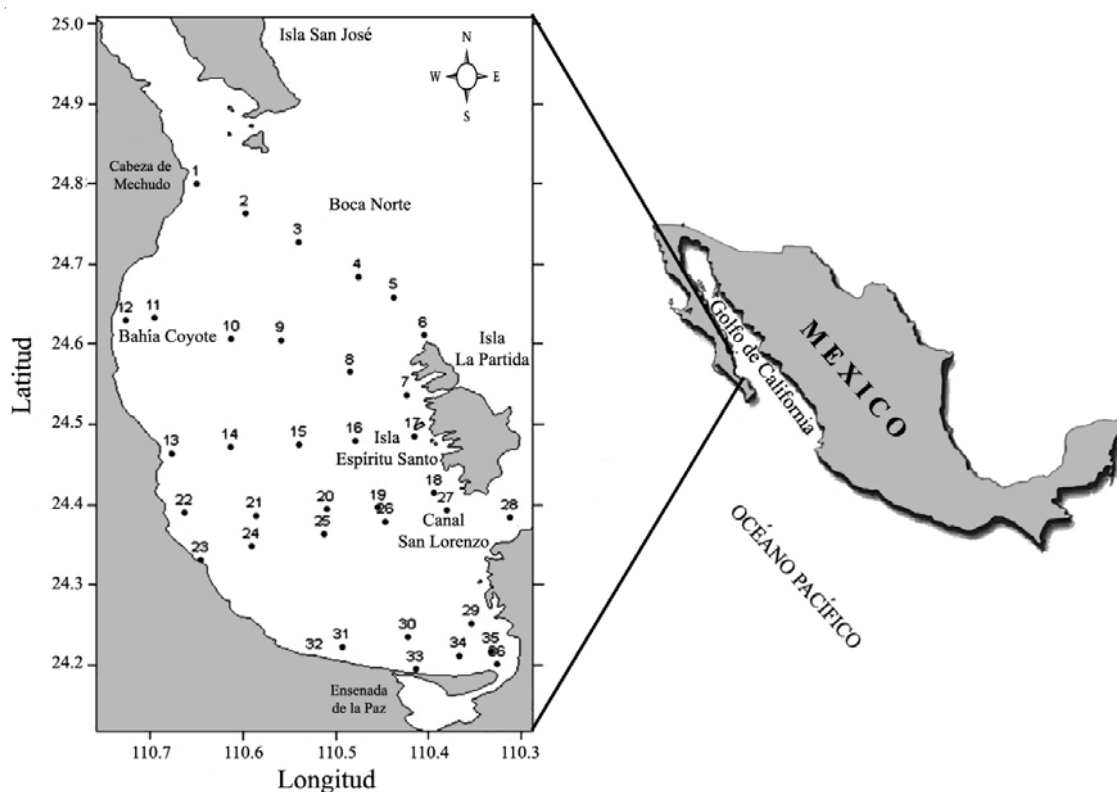 25.0
24.9
24.8
24.7
24.6
24.5
24.4
24.3
24.2
Latitud
110.7
110.6
110.5
110.4
110.3
Longitud
Isla San José
N
W
E
S
Cabeza de
Mechudo
Boca Norte
Bahia Coyote
Isla
La Partida
Isla
Espíritu Santo
Canal
San Lorenzo
Ensenada
de la Paz
1
2
3
4
5
6
7
8
9
10
11
12
13
14
15
16
17
18
19
20
21
22
23
24
25
26
27
28
29
30
31
32
33
34
35
36
MEXICO
Golfo de California
OCÉANO PACÍFICO